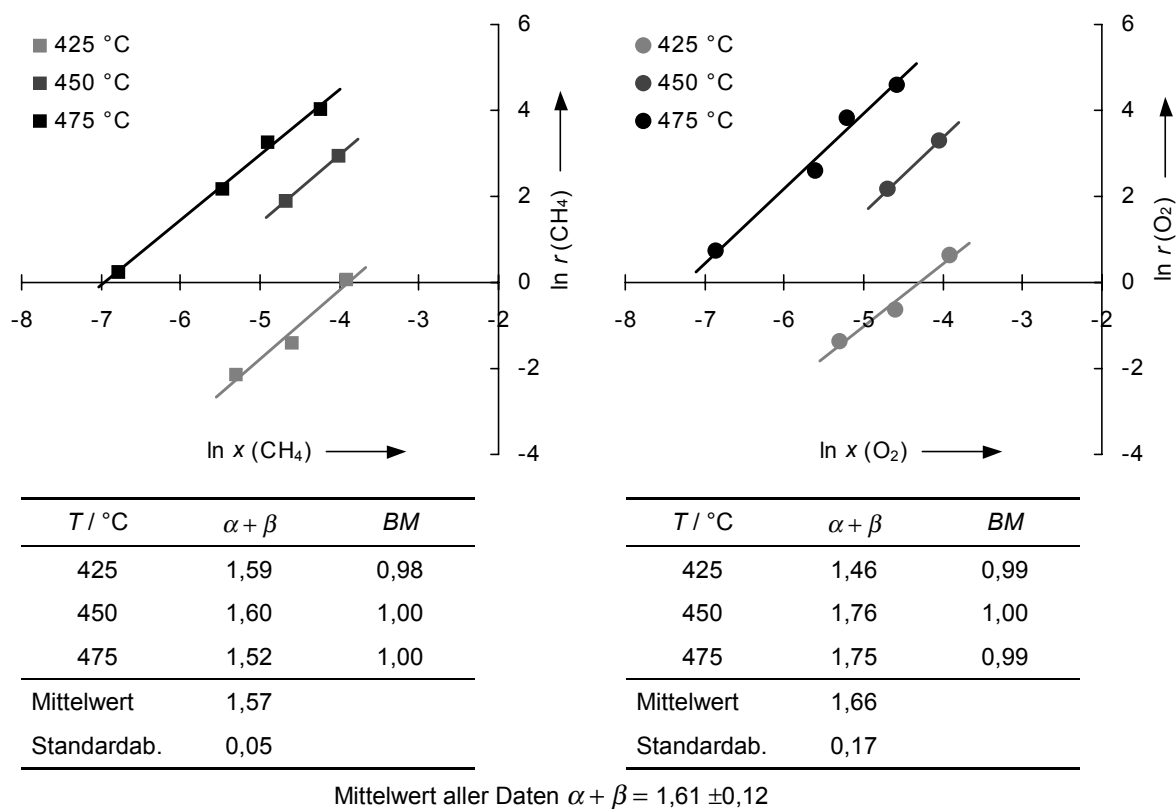 425 °C
450 °C
475 °C
6
4
2
0
-2
-4
-8 -7 -6 -5 -4 -3 -2
ln r (CH₄)
ln x (CH₄)
425 °C
450 °C
475 °C
6
4
2
0
-2
-4
-8 -7 -6 -5 -4 -3 -2
ln r (O₂)
ln x (O₂)
T / °C α + β BM
425 1,59 0,98
450 1,60 1,00
475 1,52 1,00
Mittelwert 1,57
Standardab. 0,05
T / °C α + β BM
425 1,46 0,99
450 1,76 1,00
475 1,75 0,99
Mittelwert 1,66
Standardab. 0,17
Mittelwert aller Daten α + β = 1,61 ±0,12